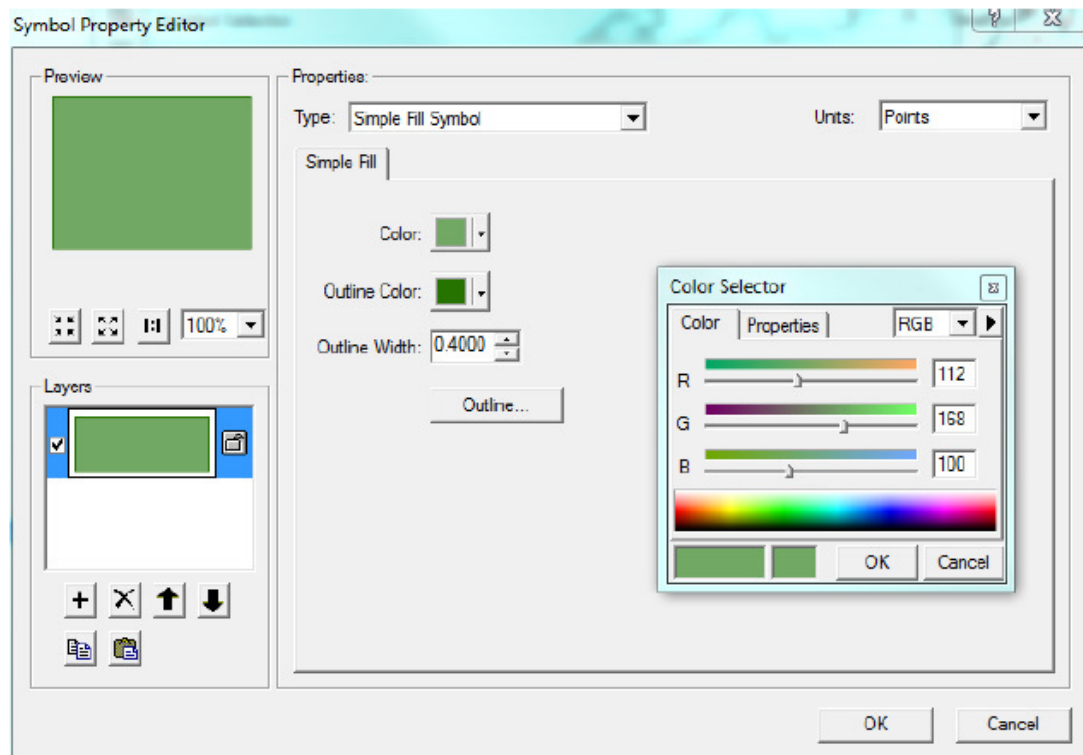 Symbol Property Editor
Preview
100%
Layers
Properties:
Type: Simple Fill Symbol
Units: Points
Simple Fill
Color:
Outline Color:
Outline Width: 0.4000
Outline...
Color Selector
Color
Properties
RGB
R 112
G 168
B 100
OK
Cancel
OK
Cancel